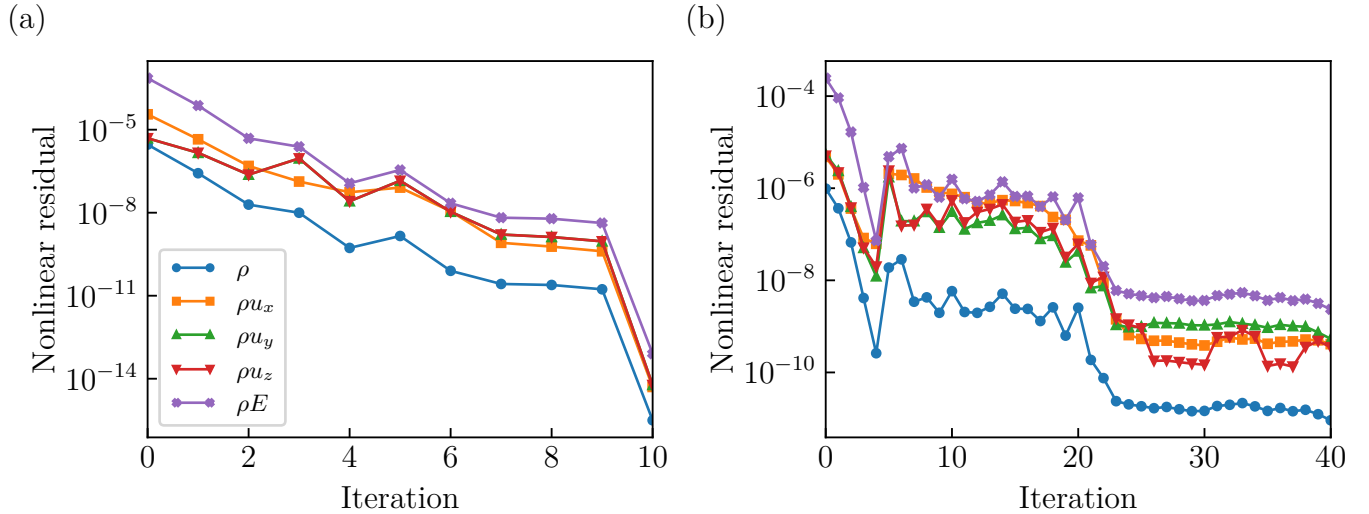 (a)
Nonlinear residual
10⁻⁵
10⁻⁸
10⁻¹¹
10⁻¹⁴
ρ
ρuₓ
ρu_y
ρu_z
ρE
0 2 4 6 8 10
Iteration
(b)
Nonlinear residual
10⁻⁴
10⁻⁶
10⁻⁸
10⁻¹⁰
0 10 20 30 40
Iteration